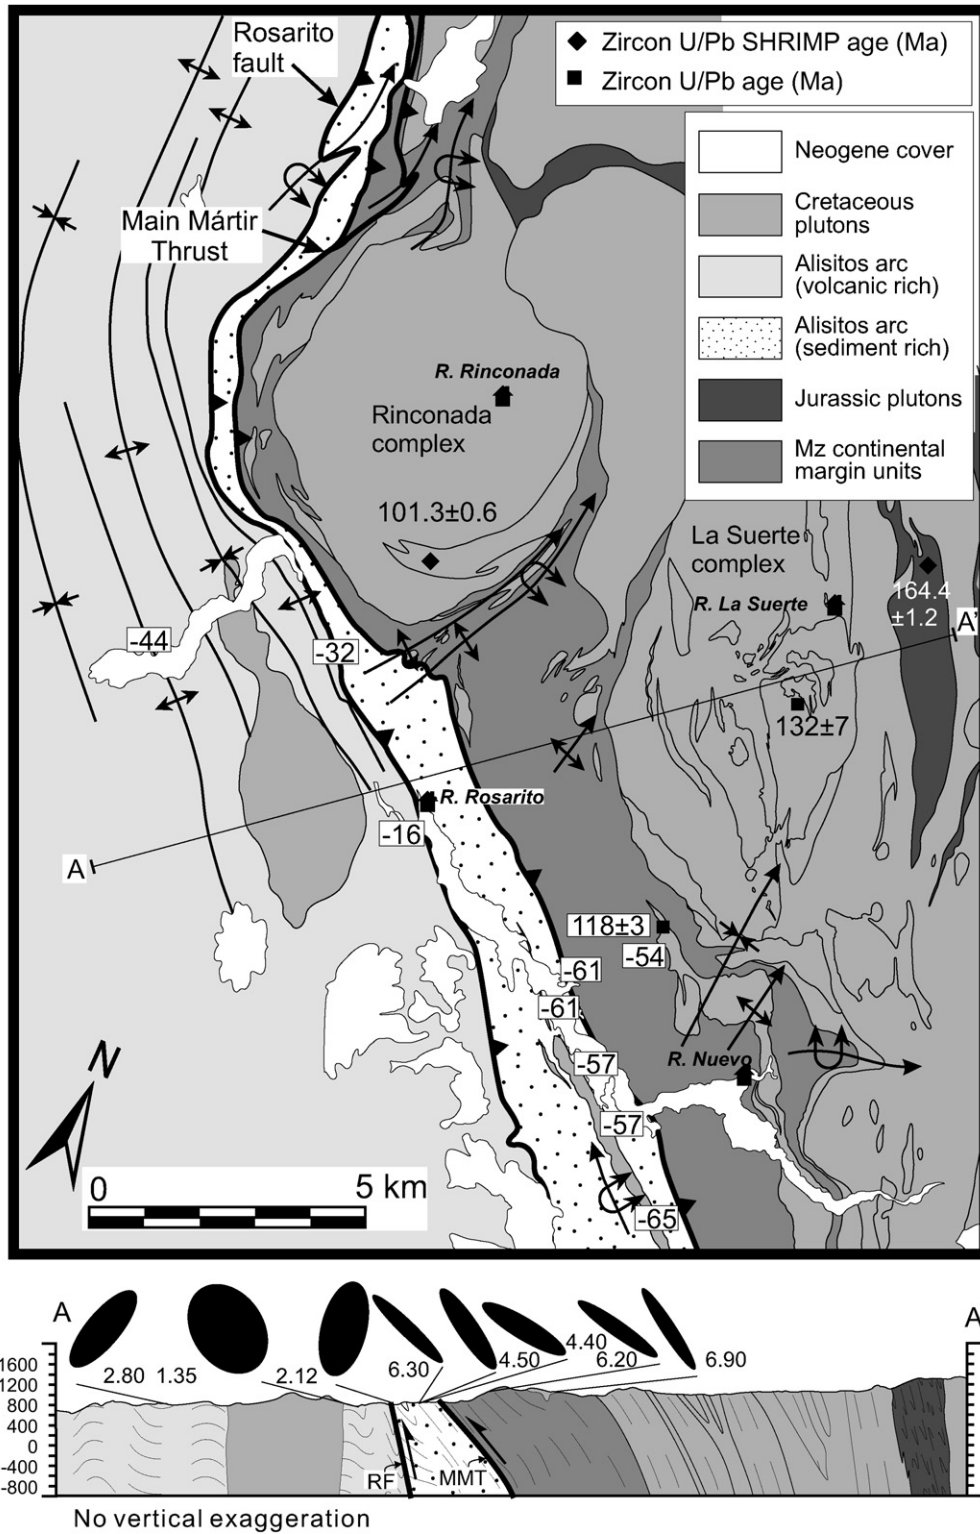 Rosarito
fault
Zircon U/Pb SHRIMP age (Ma)
Zircon U/Pb age (Ma)
Neogene cover
Cretaceous
plutons
Alisitos arc
(volcanic rich)
Alisitos arc
(sediment rich)
Jurassic plutons
Mz continental
margin units
Main Mártir
Thrust
R. Rinconada
Rinconada
complex
101.3±0.6
La Suerte
complex
R. La Suerte
164.4
±1.2
A'
-44
-32
132±7
R. Rosarito
-16
A
118±3
-54
-61
-61
R. Nuevo
-57
-57
-65
N
0 5 km
A A
1600
1200
800
400
0
-400
-800
2.80 1.35 2.12 6.30 4.50 4.40 6.20 6.90
RF MMT
No vertical exaggeration